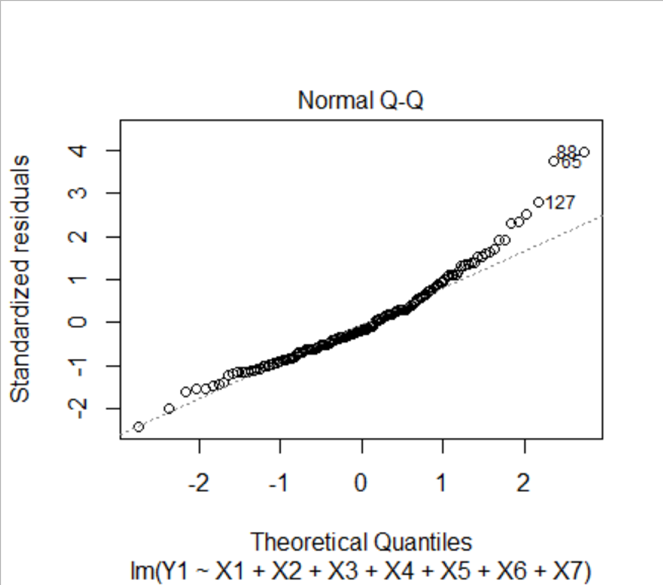 Normal Q-Q
Standardized residuals
4
3
2
1
0
-1
-2
88
65
127
-2 -1 0 1 2
Theoretical Quantiles
lm(Y1 ~ X1 + X2 + X3 + X4 + X5 + X6 + X7)